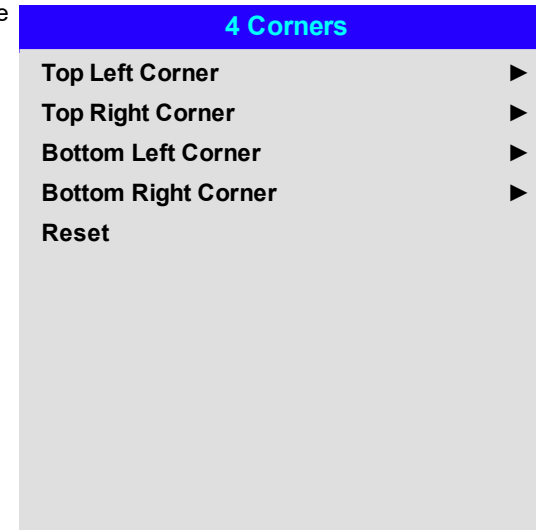 e
4 Corners
Top Left Corner ►
Top Right Corner ►
Bottom Left Corner ►
Bottom Right Corner ►
Reset